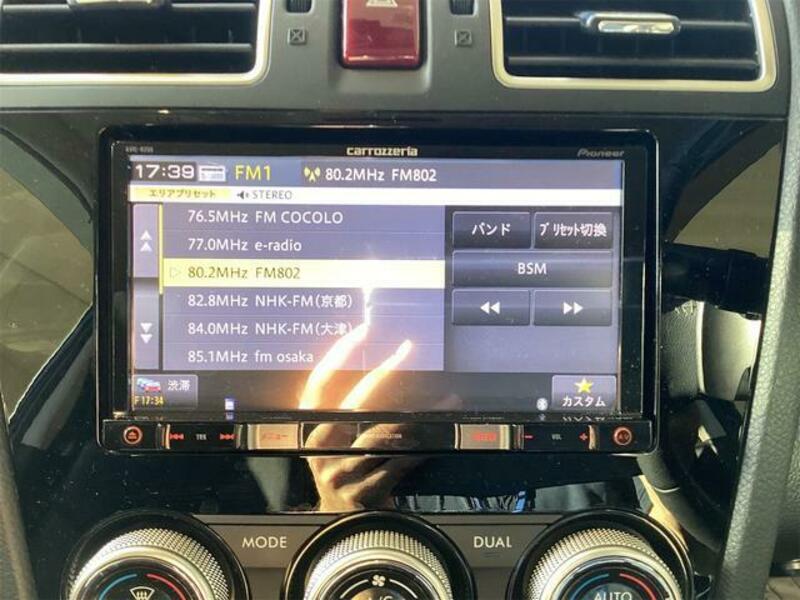 carrozzeria
Pioneer
17:39 FM1 80.2MHz FM802
エリアプリセット STEREO
76.5MHz FM COCOLO
77.0MHz e-radio
80.2MHz FM802
82.8MHz NHK-FM(京都)
84.0MHz NHK-FM(大津)
85.1MHz fm osaka
バンド
プリセット切換
BSM
渋滞
F 17:34
カスタム
TRK
メニュー
VOL
MODE
DUAL
A/C
AUTO